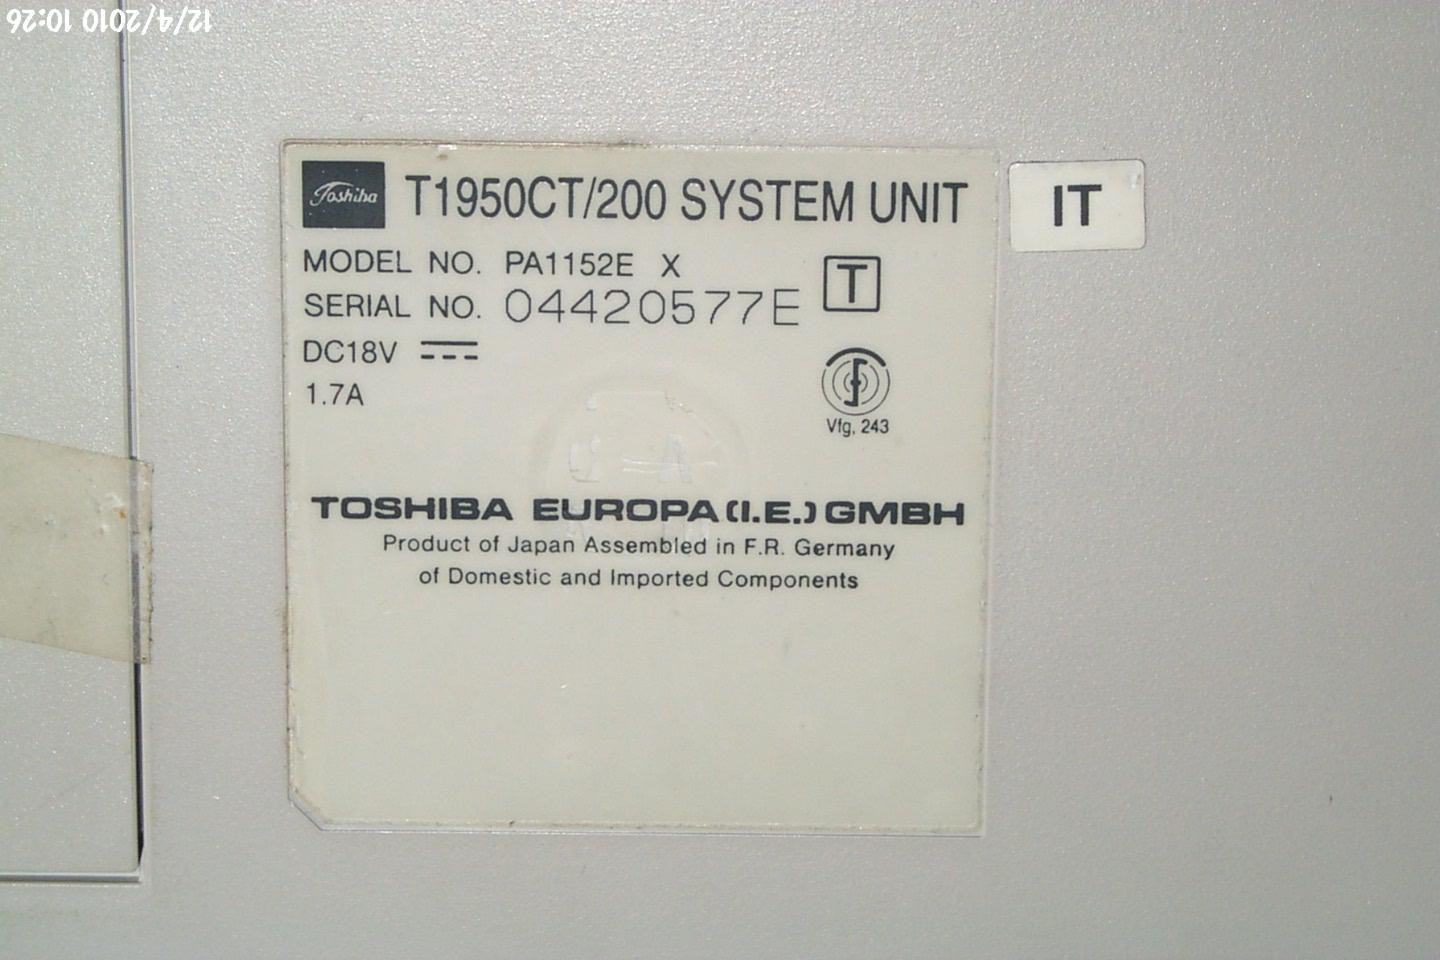 12/4/2010 10:26
Toshiba T1950CT/200 SYSTEM UNIT
IT
MODEL NO. PA1152E X
T
SERIAL NO. 04420577E
DC18V
1.7A
Vfg. 243
TOSHIBA EUROPA (I.E.) GMBH
Product of Japan Assembled in F.R. Germany
of Domestic and Imported Components